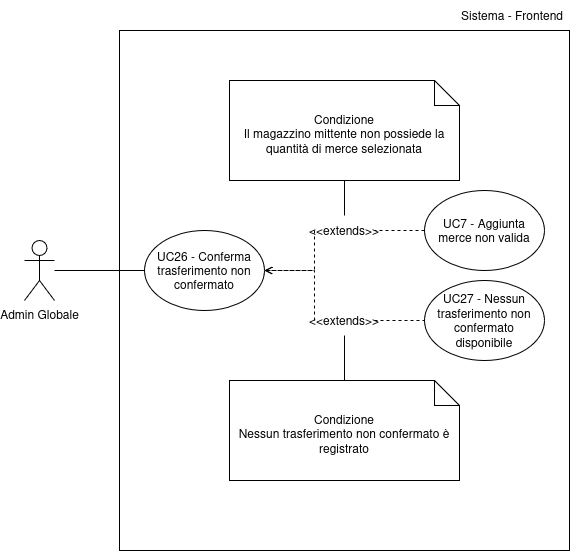 Sistema - Frontend
Condizione
Il magazzino mittente non possiede la
quantità di merce selezionata
<<extends>>
UC7 - Aggiunta
merce non valida
UC26 - Conferma
trasferimento non
confermato
Admin Globale
<<extends>>
UC27 - Nessun
trasferimento non
confermato
disponibile
Condizione
Nessun trasferimento non confermato è
registrato